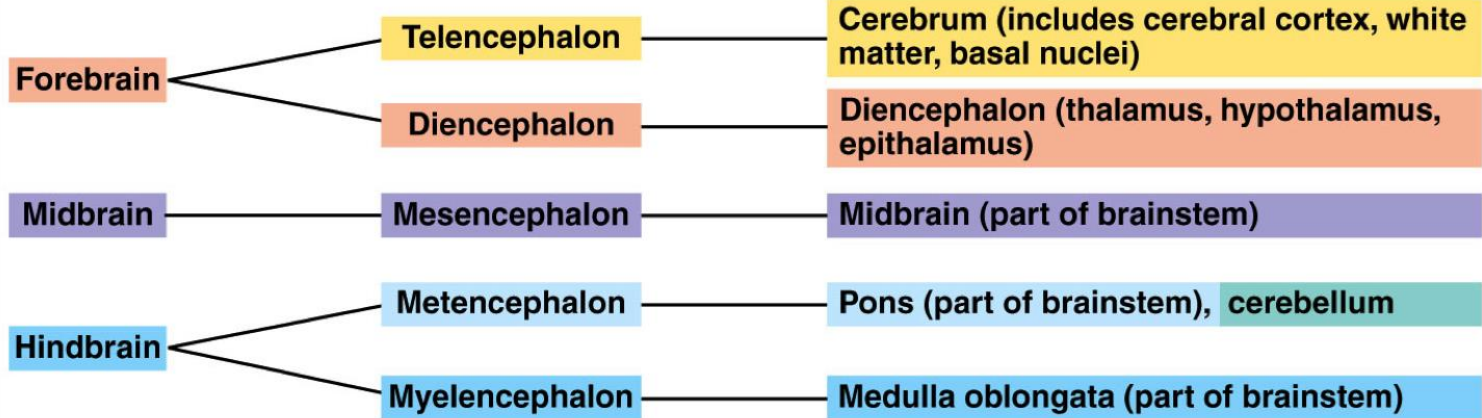 Forebrain
Telencephalon
Cerebrum (includes cerebral cortex, white
matter, basal nuclei)
Diencephalon
Diencephalon (thalamus, hypothalamus,
epithalamus)
Midbrain
Mesencephalon
Midbrain (part of brainstem)
Hindbrain
Metencephalon
Pons (part of brainstem), cerebellum
Myelencephalon
Medulla oblongata (part of brainstem)